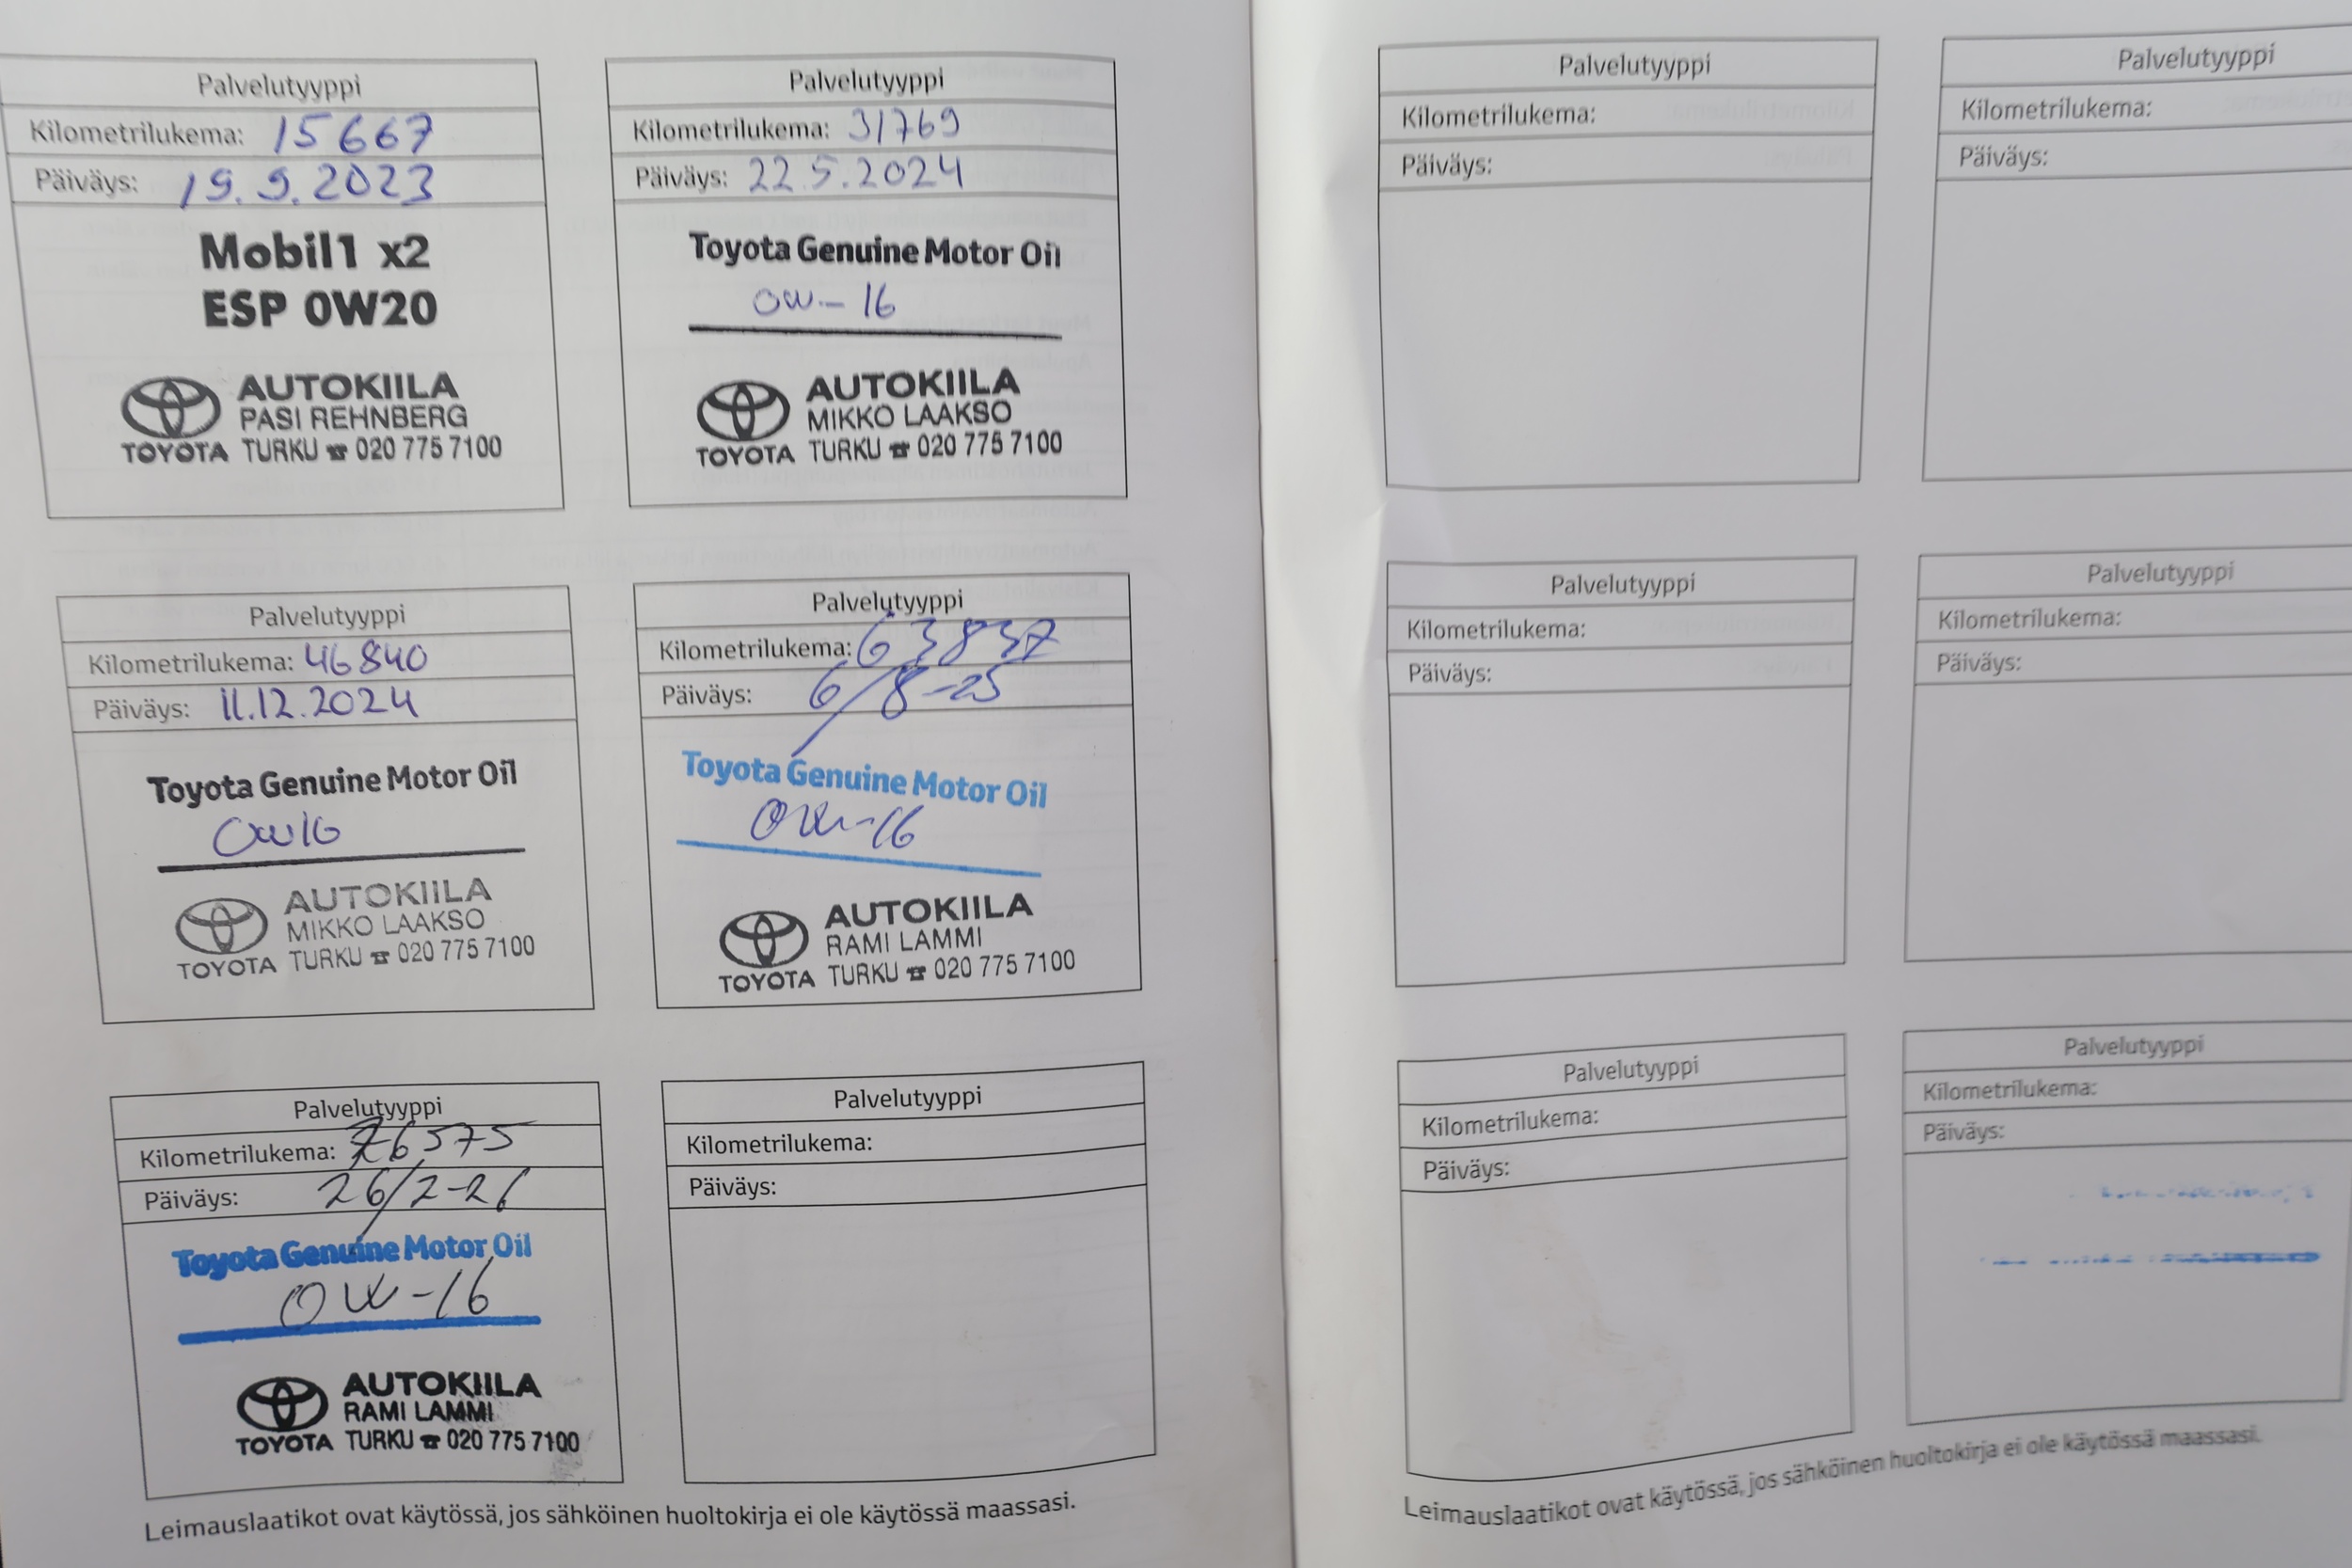 Palvelutyyppi
Kilometrilukema: 15667
Päiväys: 19.9.2023
Mobil1 x2
ESP 0W20
AUTOKIILA
PASI REHNBERG
TOYOTA TURKU ☎ 020 775 7100
Palvelutyyppi
Kilometrilukema: 31769
Päiväys: 22.5.2024
Toyota Genuine Motor Oil
0W-16
AUTOKIILA
MIKKO LAAKSO
TOYOTA TURKU ☎ 020 775 7100
Palvelutyyppi
Kilometrilukema: 46840
Päiväys: 11.12.2024
Toyota Genuine Motor Oil
0W16
AUTOKIILA
MIKKO LAAKSO
TOYOTA TURKU ☎ 020 775 7100
Palvelutyyppi
Kilometrilukema: 63837
Päiväys: 6/8-25
Toyota Genuine Motor Oil
0W-16
AUTOKIILA
RAMI LAMMI
TOYOTA TURKU ☎ 020 775 7100
Palvelutyyppi
Kilometrilukema: 76575
Päiväys: 26/2-26
Toyota Genuine Motor Oil
0W-16
AUTOKIILA
RAMI LAMMI
TOYOTA TURKU ☎ 020 775 7100
Palvelutyyppi
Kilometrilukema:
Päiväys:
Leimauslaatikot ovat käytössä, jos sähköinen huoltokirja ei ole käytössä maassasi.
Palvelutyyppi
Kilometrilukema:
Päiväys:
Palvelutyyppi
Kilometrilukema:
Päiväys:
Palvelutyyppi
Kilometrilukema:
Päiväys:
Palvelutyyppi
Kilometrilukema:
Päiväys:
Palvelutyyppi
Kilometrilukema:
Päiväys:
Palvelutyyppi
Kilometrilukema:
Päiväys:
Leimauslaatikot ovat käytössä, jos sähköinen huoltokirja ei ole käytössä maassasi.